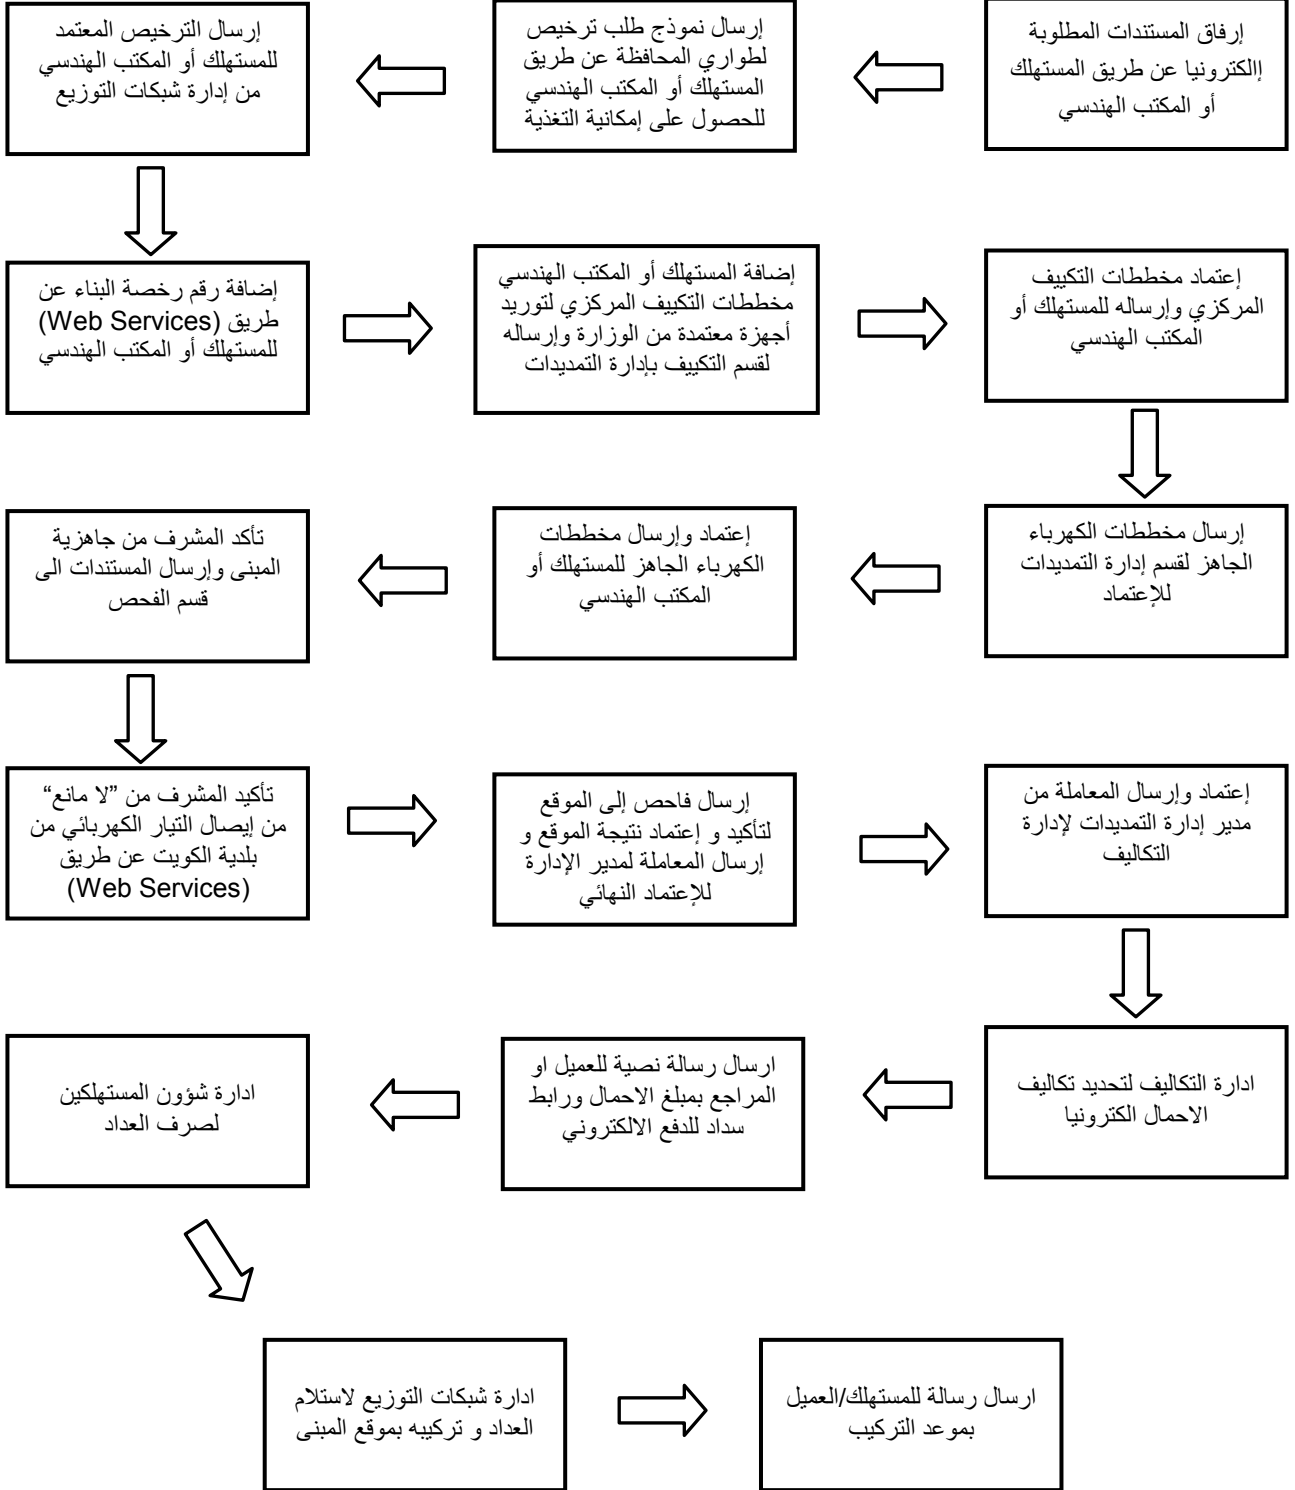 إرفاق المستندات المطلوبة
إالكترونيا عن طريق المستهلك
أو المكتب الهندسي
إرسال نموذج طلب ترخيص
لطواري المحافظة عن طريق
المستهلك أو المكتب الهندسي
للحصول على إمكانية التغذية
إرسال الترخيص المعتمد
للمستهلك أو المكتب الهندسي
من إدارة شبكات التوزيع
إضافة رقم رخصة البناء عن
طريق (Web Services)
للمستهلك أو المكتب الهندسي
إضافة المستهلك أو المكتب الهندسي
مخططات التكييف المركزي لتوريد
أجهزة معتمدة من الوزارة وإرساله
لقسم التكييف بإدارة التمديدات
إعتماد مخططات التكييف
المركزي وإرساله للمستهلك أو
المكتب الهندسي
إرسال مخططات الكهرباء
الجاهز لقسم إدارة التمديدات
للإعتماد
إعتماد وإرسال مخططات
الكهرباء الجاهز للمستهلك أو
المكتب الهندسي
تأكد المشرف من جاهزية
المبنى وإرسال المستندات الى
قسم الفحص
تأكيد المشرف من ”لا مانع“
من إيصال التيار الكهربائي من
بلدية الكويت عن طريق
(Web Services)
إرسال فاحص إلى الموقع
لتأكيد و إعتماد نتيجة الموقع و
إرسال المعاملة لمدير الإدارة
للإعتماد النهائي
إعتماد وإرسال المعاملة من
مدير إدارة التمديدات لإدارة
التكاليف
ادارة التكاليف لتحديد تكاليف
الاحمال الكترونيا
ارسال رسالة نصية للعميل او
المراجع بمبلغ الاحمال ورابط
سداد للدفع الالكتروني
ادارة شؤون المستهلكين
لصرف العداد
ادارة شبكات التوزيع لاستلام
العداد و تركيبه بموقع المبنى
ارسال رسالة للمستهلك/العميل
بموعد التركيب